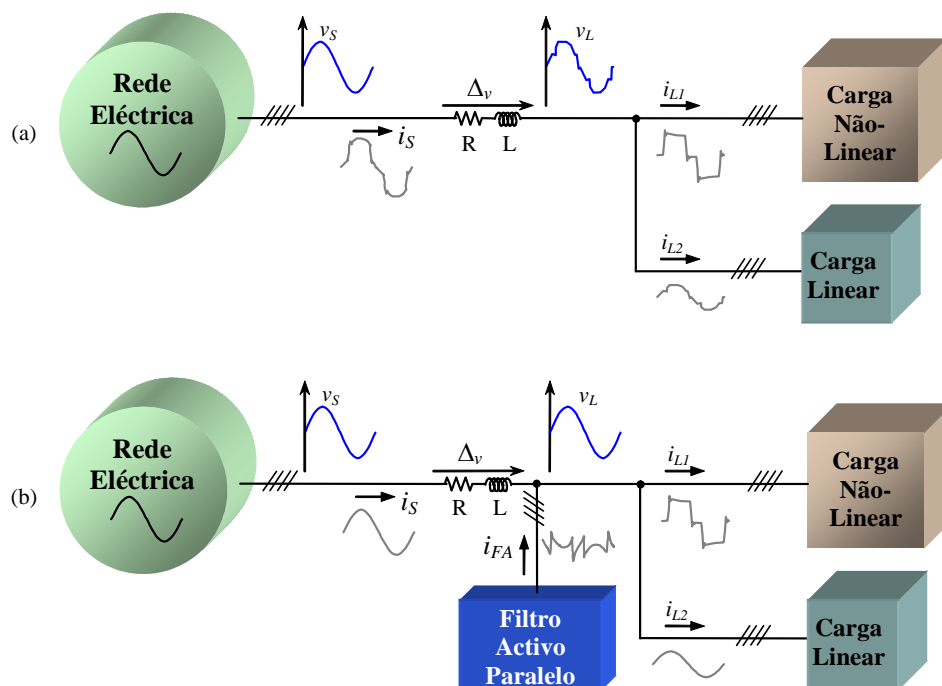 (a)
Rede
Eléctrica
v_S
i_S
Δ_v
R L
v_L
i_L1
Carga
Não-
Linear
i_L2
Carga
Linear
(b)
Rede
Eléctrica
v_S
i_S
Δ_v
R L
v_L
i_FA
Filtro
Activo
Paralelo
i_L1
Carga
Não-
Linear
i_L2
Carga
Linear